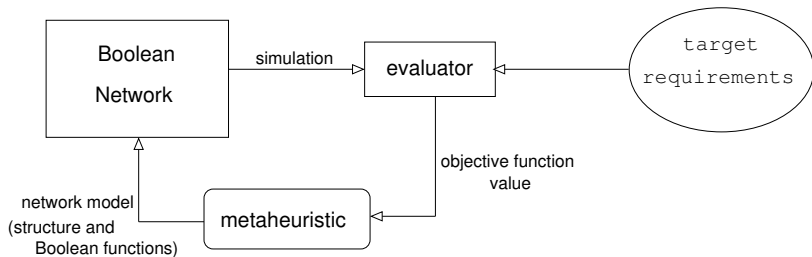 Boolean
Network
simulation
evaluator
target
requirements
objective function
value
network model
(structure and
Boolean functions)
metaheuristic